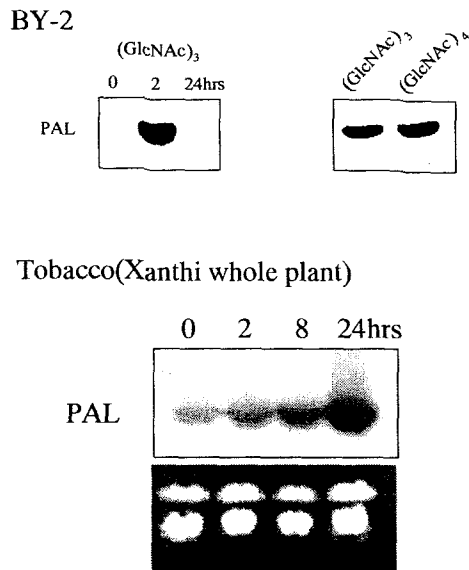 BY-2
(GlcNAc)3
0 2 24hrs
(GlcNAc)3 (GlcNAc)4
PAL
Tobacco(Xanthi whole plant)
0 2 8 24hrs
PAL